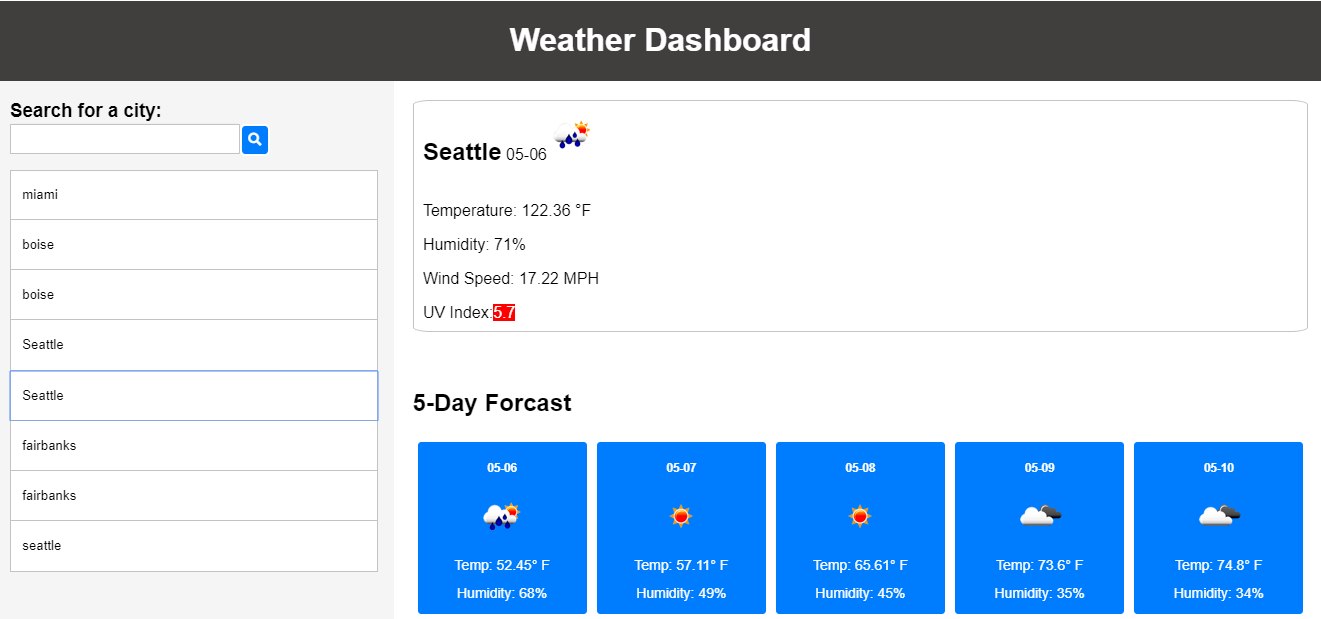 Weather Dashboard
Search for a city:
miami
boise
boise
Seattle
Seattle
fairbanks
fairbanks
seattle
Seattle 05-06
Temperature: 122.36 °F
Humidity: 71%
Wind Speed: 17.22 MPH
UV Index:5.7
5-Day Forcast
05-06
Temp: 52.45° F
Humidity: 68%
05-07
Temp: 57.11° F
Humidity: 49%
05-08
Temp: 65.61° F
Humidity: 45%
05-09
Temp: 73.6° F
Humidity: 35%
05-10
Temp: 74.8° F
Humidity: 34%